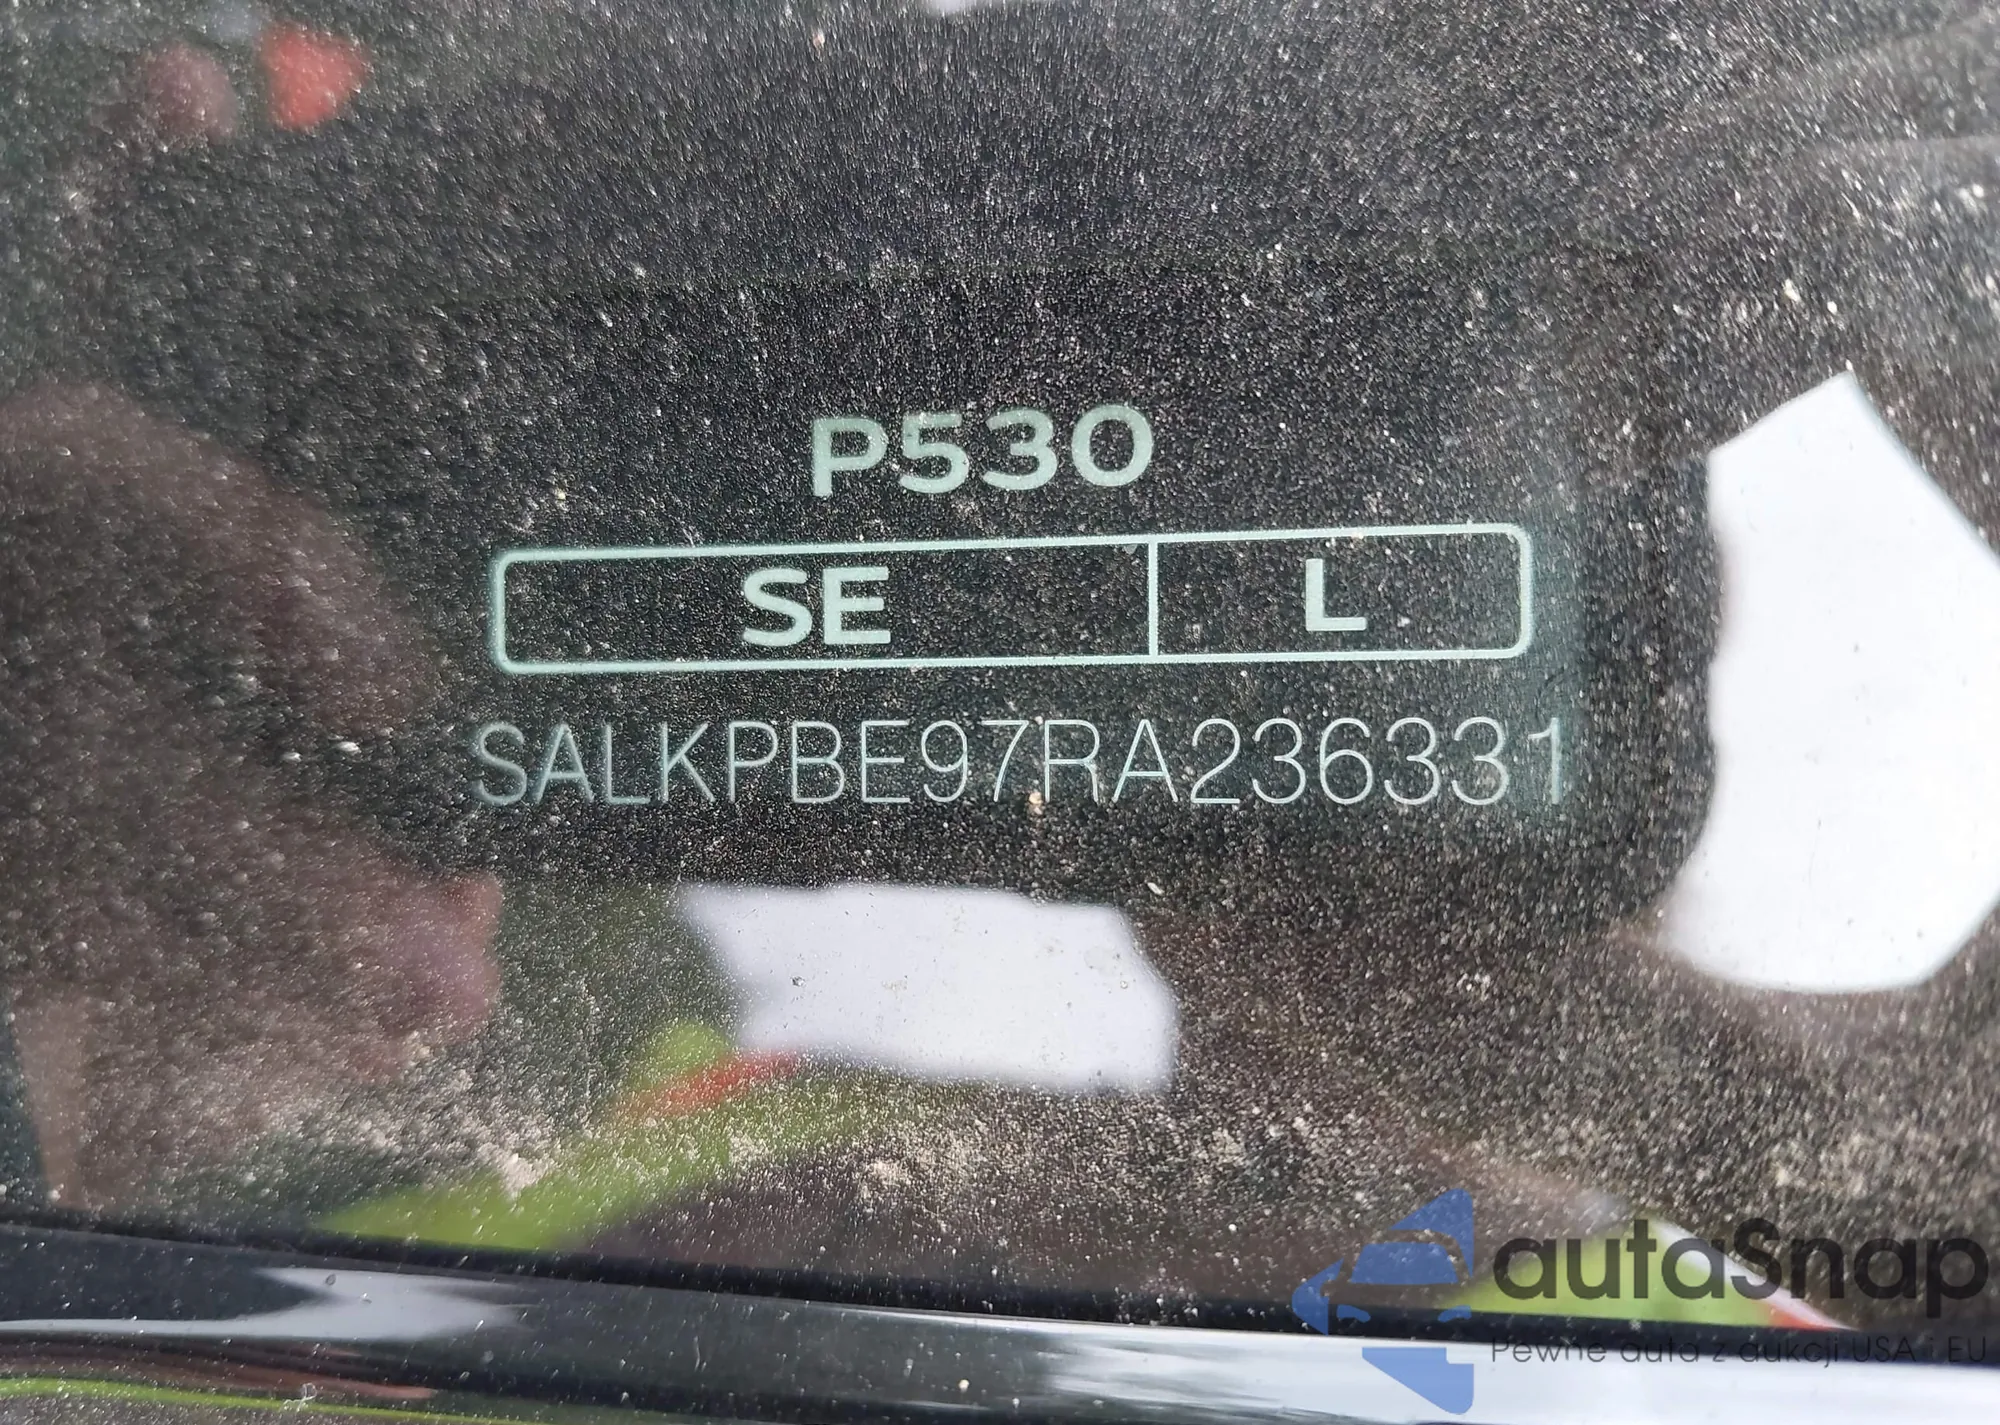 P530
SE L
SALKPBE97RA236331
autaSnap
Pewne auta z aukcji USA i EU